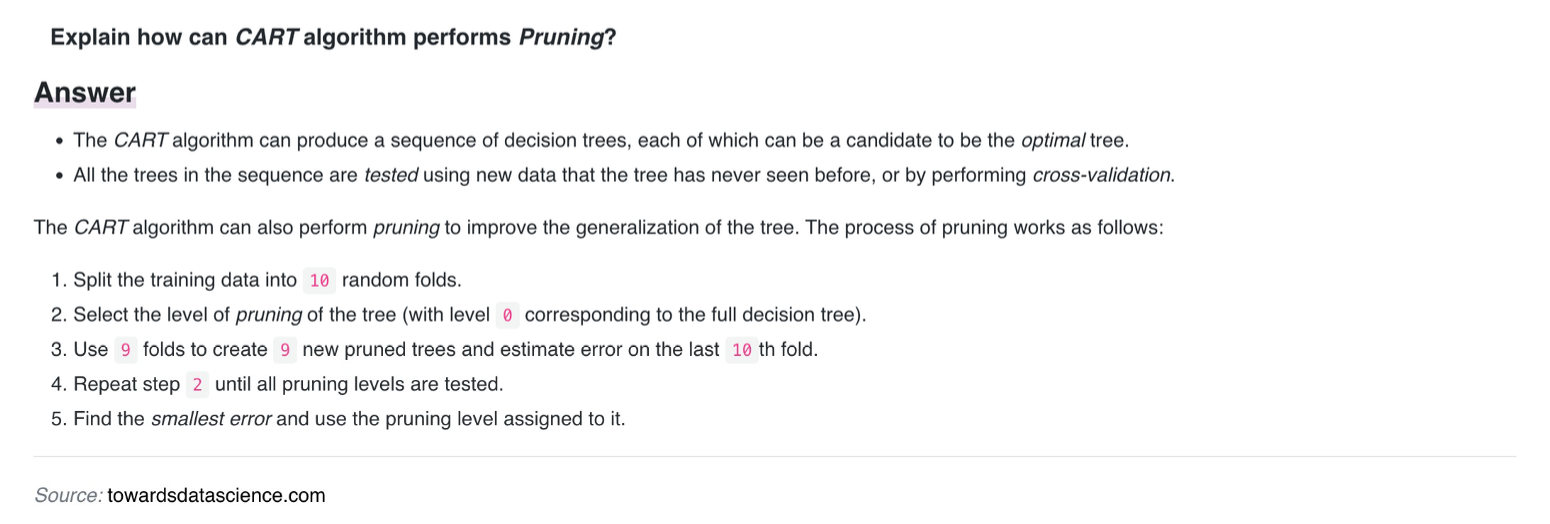 Explain how can CART algorithm performs Pruning?
Answer
• The CART algorithm can produce a sequence of decision trees, each of which can be a candidate to be the optimal tree.
• All the trees in the sequence are tested using new data that the tree has never seen before, or by performing cross-validation.
The CART algorithm can also perform pruning to improve the generalization of the tree. The process of pruning works as follows:
1. Split the training data into 10 random folds.
2. Select the level of pruning of the tree (with level 0 corresponding to the full decision tree).
3. Use 9 folds to create 9 new pruned trees and estimate error on the last 10 th fold.
4. Repeat step 2 until all pruning levels are tested.
5. Find the smallest error and use the pruning level assigned to it.
Source: towardsdatascience.com